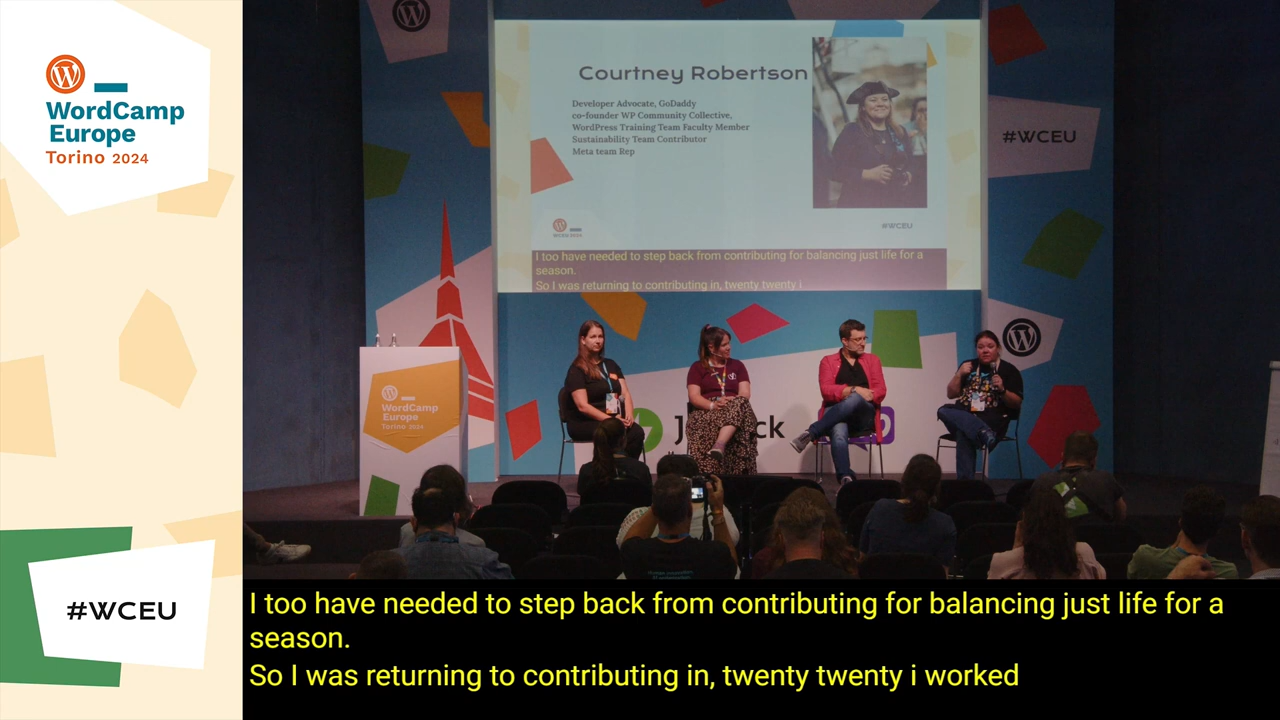 WordCamp
Europe
Torino 2024
#WCEU
Courtney Robertson
Developer Advocate, GoDaddy
co-founder WP Community Collective,
WordPress Training Team Faculty Member
Sustainability Team Contributor
Meta team Rep
WCEU 2024
#WCEU
I too have needed to step back from contributing for balancing just life for a
season.
So I was returning to contributing in, twenty twenty i
#WCEU
WordCamp
Europe
Torino 2024
I too have needed to step back from contributing for balancing just life for a
season.
So I was returning to contributing in, twenty twenty i worked